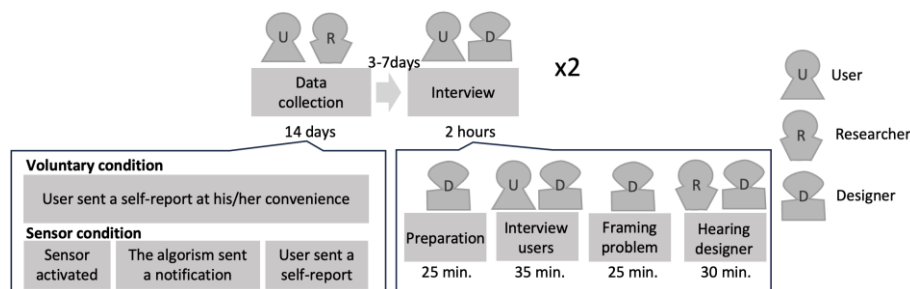 U
R
U
D
3-7days
x2
Data
collection
Interview
14 days
2 hours
U
User
R
Researcher
D
Designer
Voluntary condition
User sent a self-report at his/her convenience
Sensor condition
Sensor
activated
The algorism sent
a notification
User sent a
self-report
D
U
D
D
R
D
Preparation
Interview
users
Framing
problem
Hearing
designer
25 min.
35 min.
25 min.
30 min.